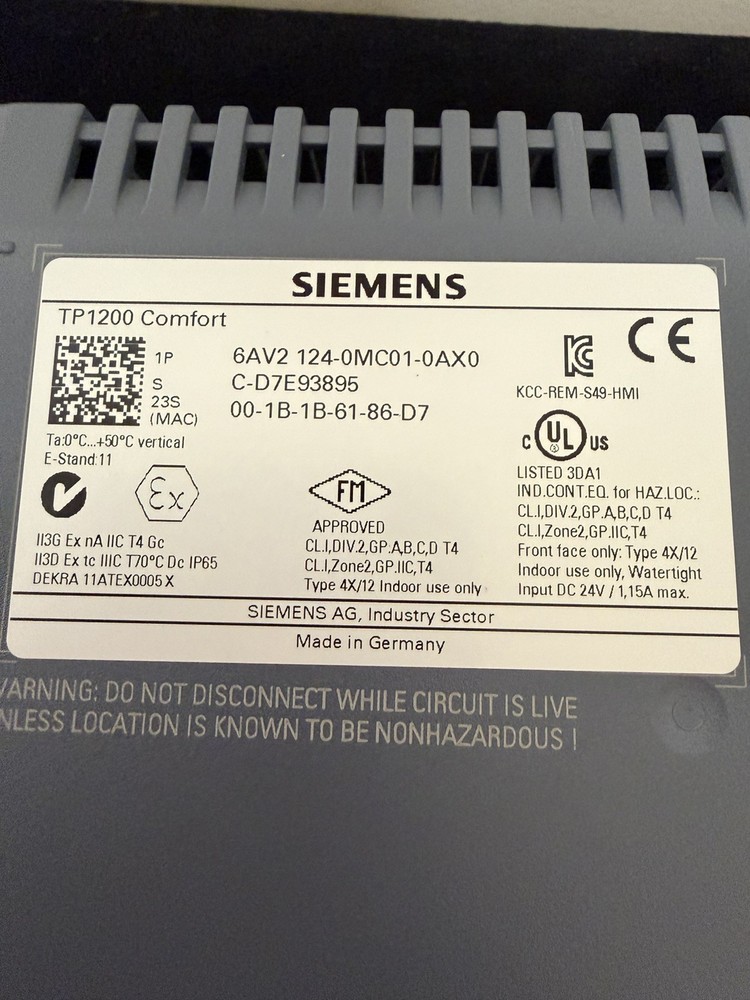 SIEMENS
TP1200 Comfort
1P 6AV2 124-0MC01-0AX0
S C-D7E93895
23S
(MAC) 00-1B-1B-61-86-D7
Ta:0°C...+50°C vertical
E-Stand:11
Ex
II3G Ex nA IIC T4 Gc
II3D Ex tc IIIC T70°C Dc IP65
DEKRA 11ATEX0005 X
FM
APPROVED
CL.I,DIV.2,GP.A,B,C,D T4
CL.I,Zone2,GP.IIC,T4
Type 4X/12 Indoor use only
CE
KCC-REM-S49-HMI
C UL US
LISTED 3DA1
IND.CONT.EQ. for HAZ.LOC.:
CL.I,DIV.2,GP.A,B,C,D T4
CL.I,Zone2,GP.IIC,T4
Front face only: Type 4X/12
Indoor use only, Watertight
Input DC 24V / 1,15A max.
SIEMENS AG, Industry Sector
Made in Germany
ARNING: DO NOT DISCONNECT WHILE CIRCUIT IS LIVE
NLESS LOCATION IS KNOWN TO BE NONHAZARDOUS !